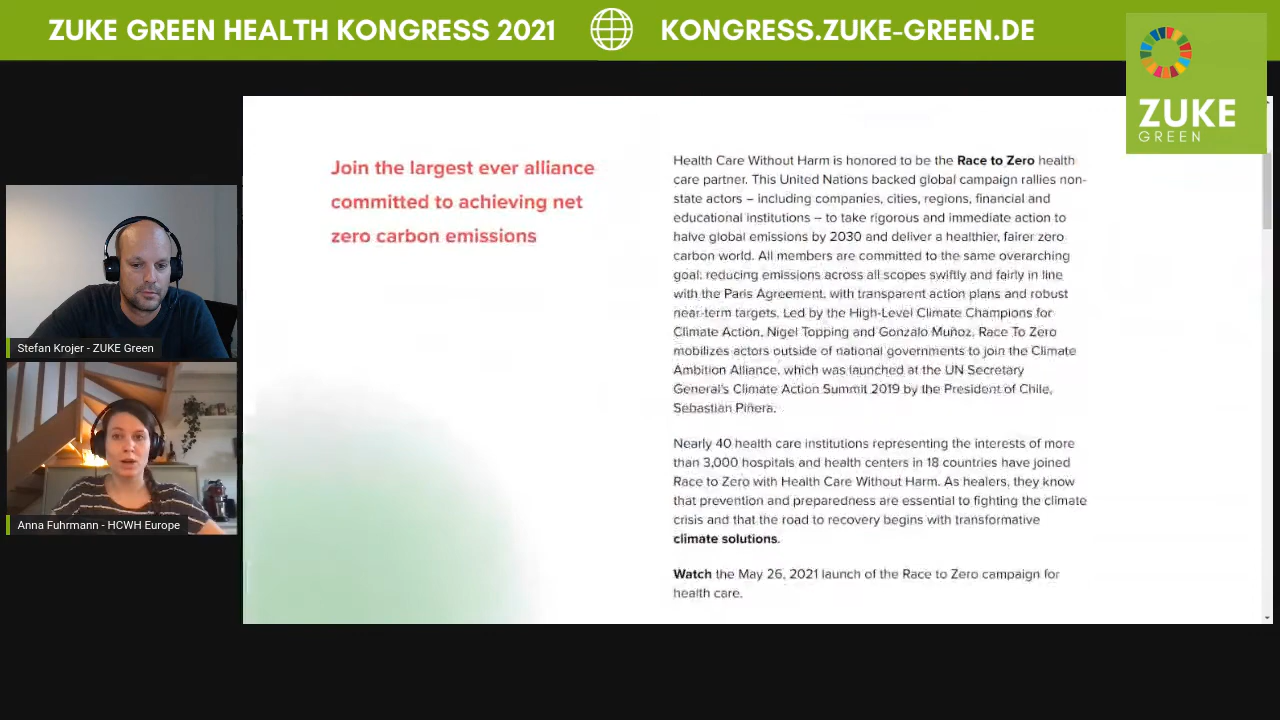 ZUKE GREEN HEALTH KONGRESS 2021
KONGRESS.ZUKE-GREEN.DE
ZUKE
GREEN
Join the largest ever alliance
committed to achieving net
zero carbon emissions
Health Care Without Harm is honored to be the Race to Zero health
care partner. This United Nations backed global campaign rallies non-
state actors – including companies, cities, regions, financial and
educational institutions – to take rigorous and immediate action to
halve global emissions by 2030 and deliver a healthier, fairer zero
carbon world. All members are committed to the same overarching
goal: reducing emissions across all scopes swiftly and fairly in line
with the Paris Agreement, with transparent action plans and robust
near-term targets. Led by the High-Level Climate Champions for
Climate Action, Nigel Topping and Gonzalo Muñoz, Race To Zero
mobilizes actors outside of national governments to join the Climate
Ambition Alliance, which was launched at the UN Secretary
General's Climate Action Summit 2019 by the President of Chile,
Sebastián Piñera.
Nearly 40 health care institutions representing the interests of more
than 3,000 hospitals and health centers in 18 countries have joined
Race to Zero with Health Care Without Harm. As healers, they know
that prevention and preparedness are essential to fighting the climate
crisis and that the road to recovery begins with transformative
climate solutions.
Watch the May 26, 2021 launch of the Race to Zero campaign for
health care.
Stefan Krojer - ZUKE Green
Anna Fuhrmann - HCWH Europe